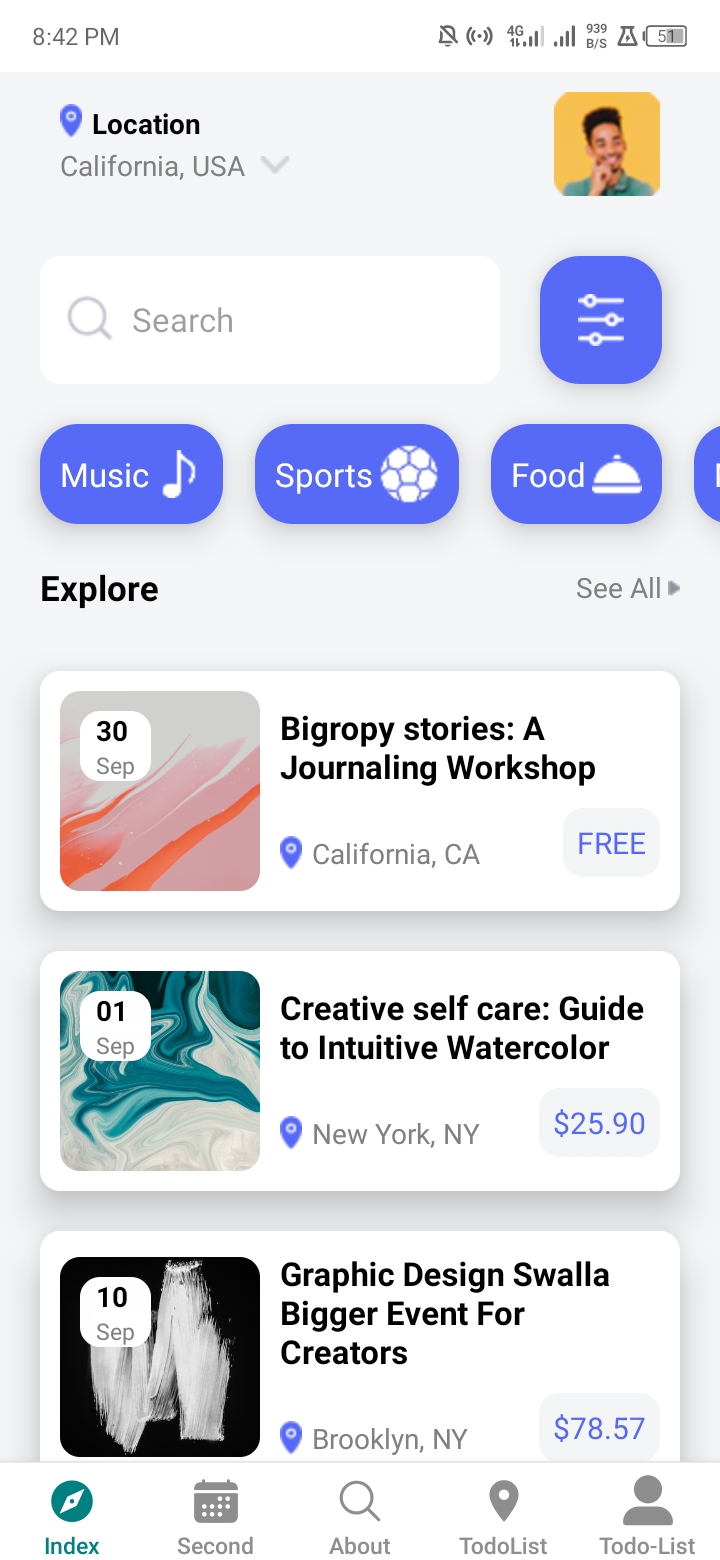 8:42 PM 4G 939 B/S 51
Location
California, USA
Search
Music Sports Food
Explore See All
30
Sep
Bigropy stories: A
Journaling Workshop
California, CA FREE
01
Sep
Creative self care: Guide
to Intuitive Watercolor
New York, NY $25.90
10
Sep
Graphic Design Swalla
Bigger Event For
Creators
Brooklyn, NY $78.57
Index Second About TodoList Todo-List